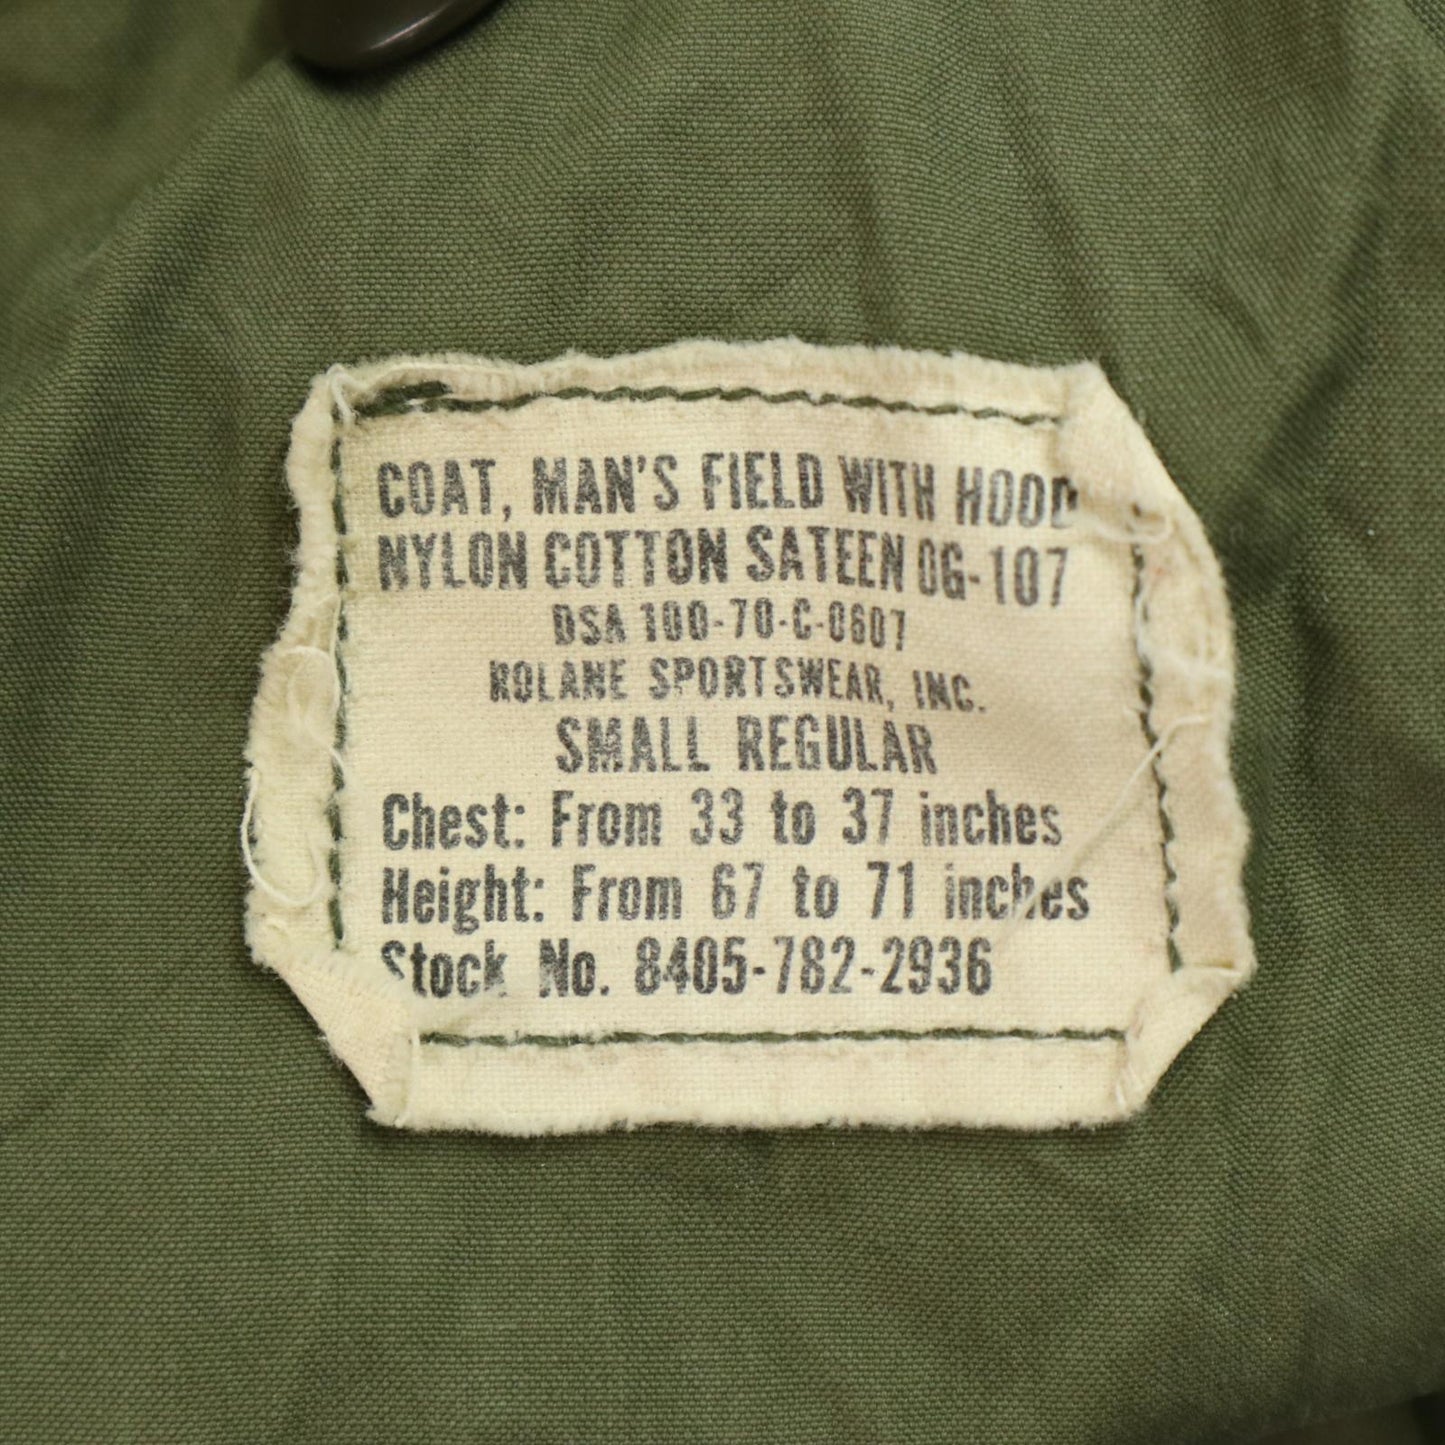 COAT, MAN'S FIELD WITH HOOD
NYLON COTTON SATEEN OG-107
DSA 100-70-C-0607
ROLANE SPORTSWEAR, INC.
SMALL REGULAR
Chest: From 33 to 37 inches
Height: From 67 to 71 inches
Stock No. 8405-782-2936